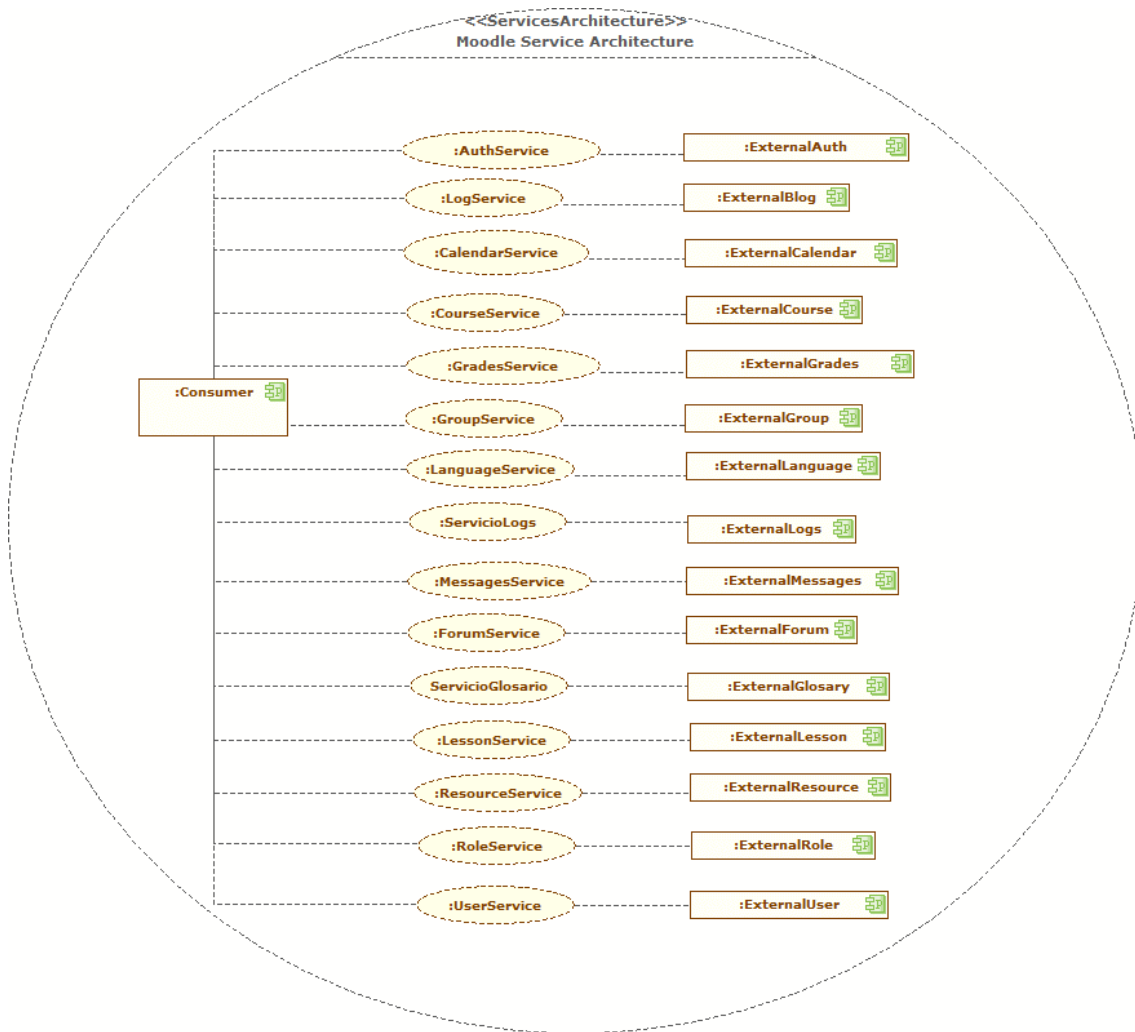 <<ServicesArchitecture>>
Moodle Service Architecture
:AuthService
:ExternalAuth
:LogService
:ExternalBlog
:CalendarService
:ExternalCalendar
:CourseService
:ExternalCourse
:GradesService
:ExternalGrades
:Consumer
:GroupService
:ExternalGroup
:LanguageService
:ExternalLanguage
:ServicioLogs
:ExternalLogs
:MessagesService
:ExternalMessages
:ForumService
:ExternalForum
ServicioGlosario
:ExternalGlosary
:LessonService
:ExternalLesson
:ResourceService
:ExternalResource
:RoleService
:ExternalRole
:UserService
:ExternalUser